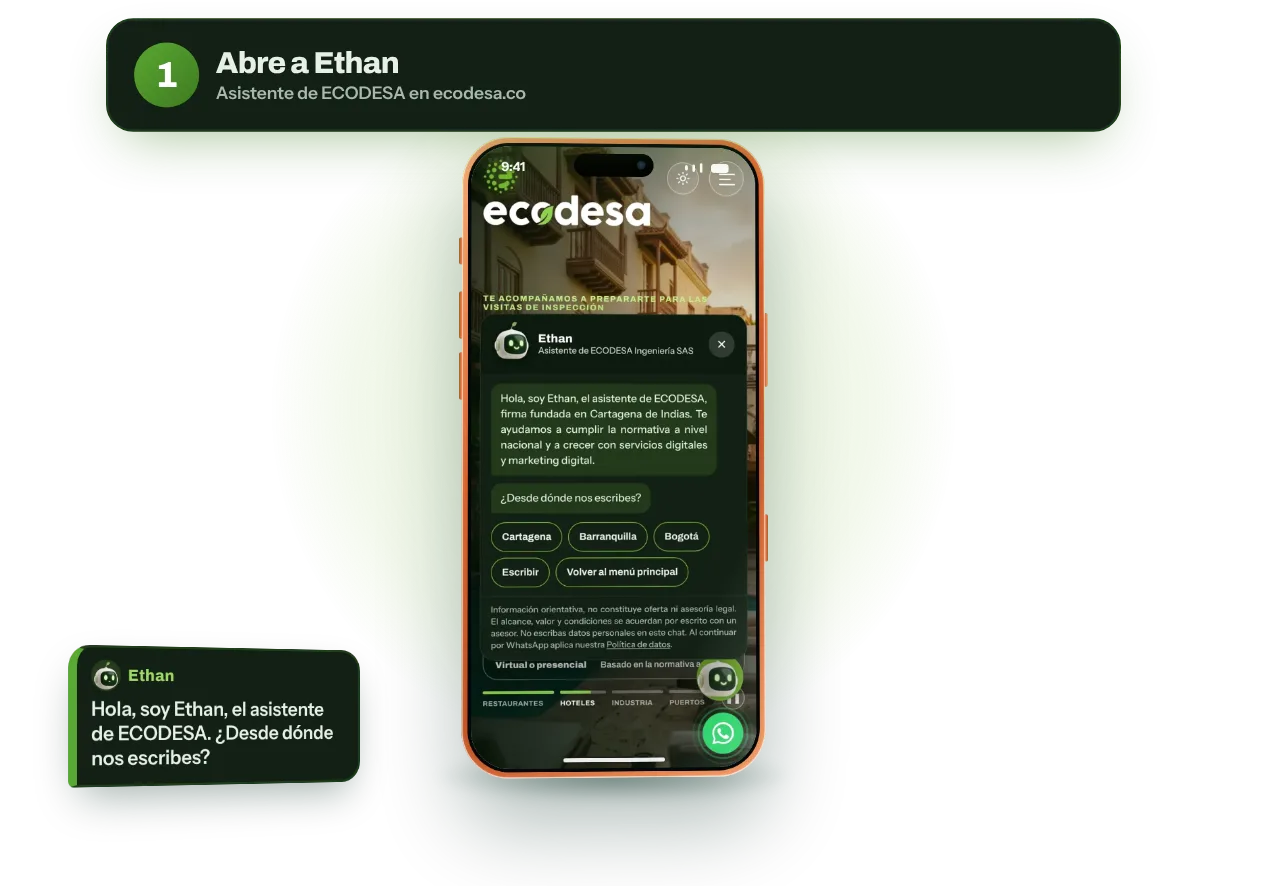 1
Abre a Ethan
Asistente de ECODESA en ecodesa.co
9:41
ecodesa
TE ACOMPAÑAMOS A PREPARARTE PARA LAS
VISITAS DE INSPECCIÓN
Ethan
Asistente de ECODESA Ingeniería SAS
Hola, soy Ethan, el asistente de ECODESA,
firma fundada en Cartagena de Indias. Te
ayudamos a cumplir la normativa a nivel
nacional y a crecer con servicios digitales
y marketing digital.
¿Desde dónde nos escribes?
Cartagena
Barranquilla
Bogotá
Escribir
Volver al menú principal
Información orientativa, no constituye oferta ni asesoría legal.
El alcance, valor y condiciones se acuerdan por escrito con un
asesor. No escribas datos personales en este chat. Al continuar
por WhatsApp aplica nuestra Política de datos.
Virtual o presencial
Basado en la normativa a
RESTAURANTES
HOTELES
INDUSTRIA
PUERTOS
Ethan
Hola, soy Ethan, el asistente
de ECODESA. ¿Desde dónde
nos escribes?